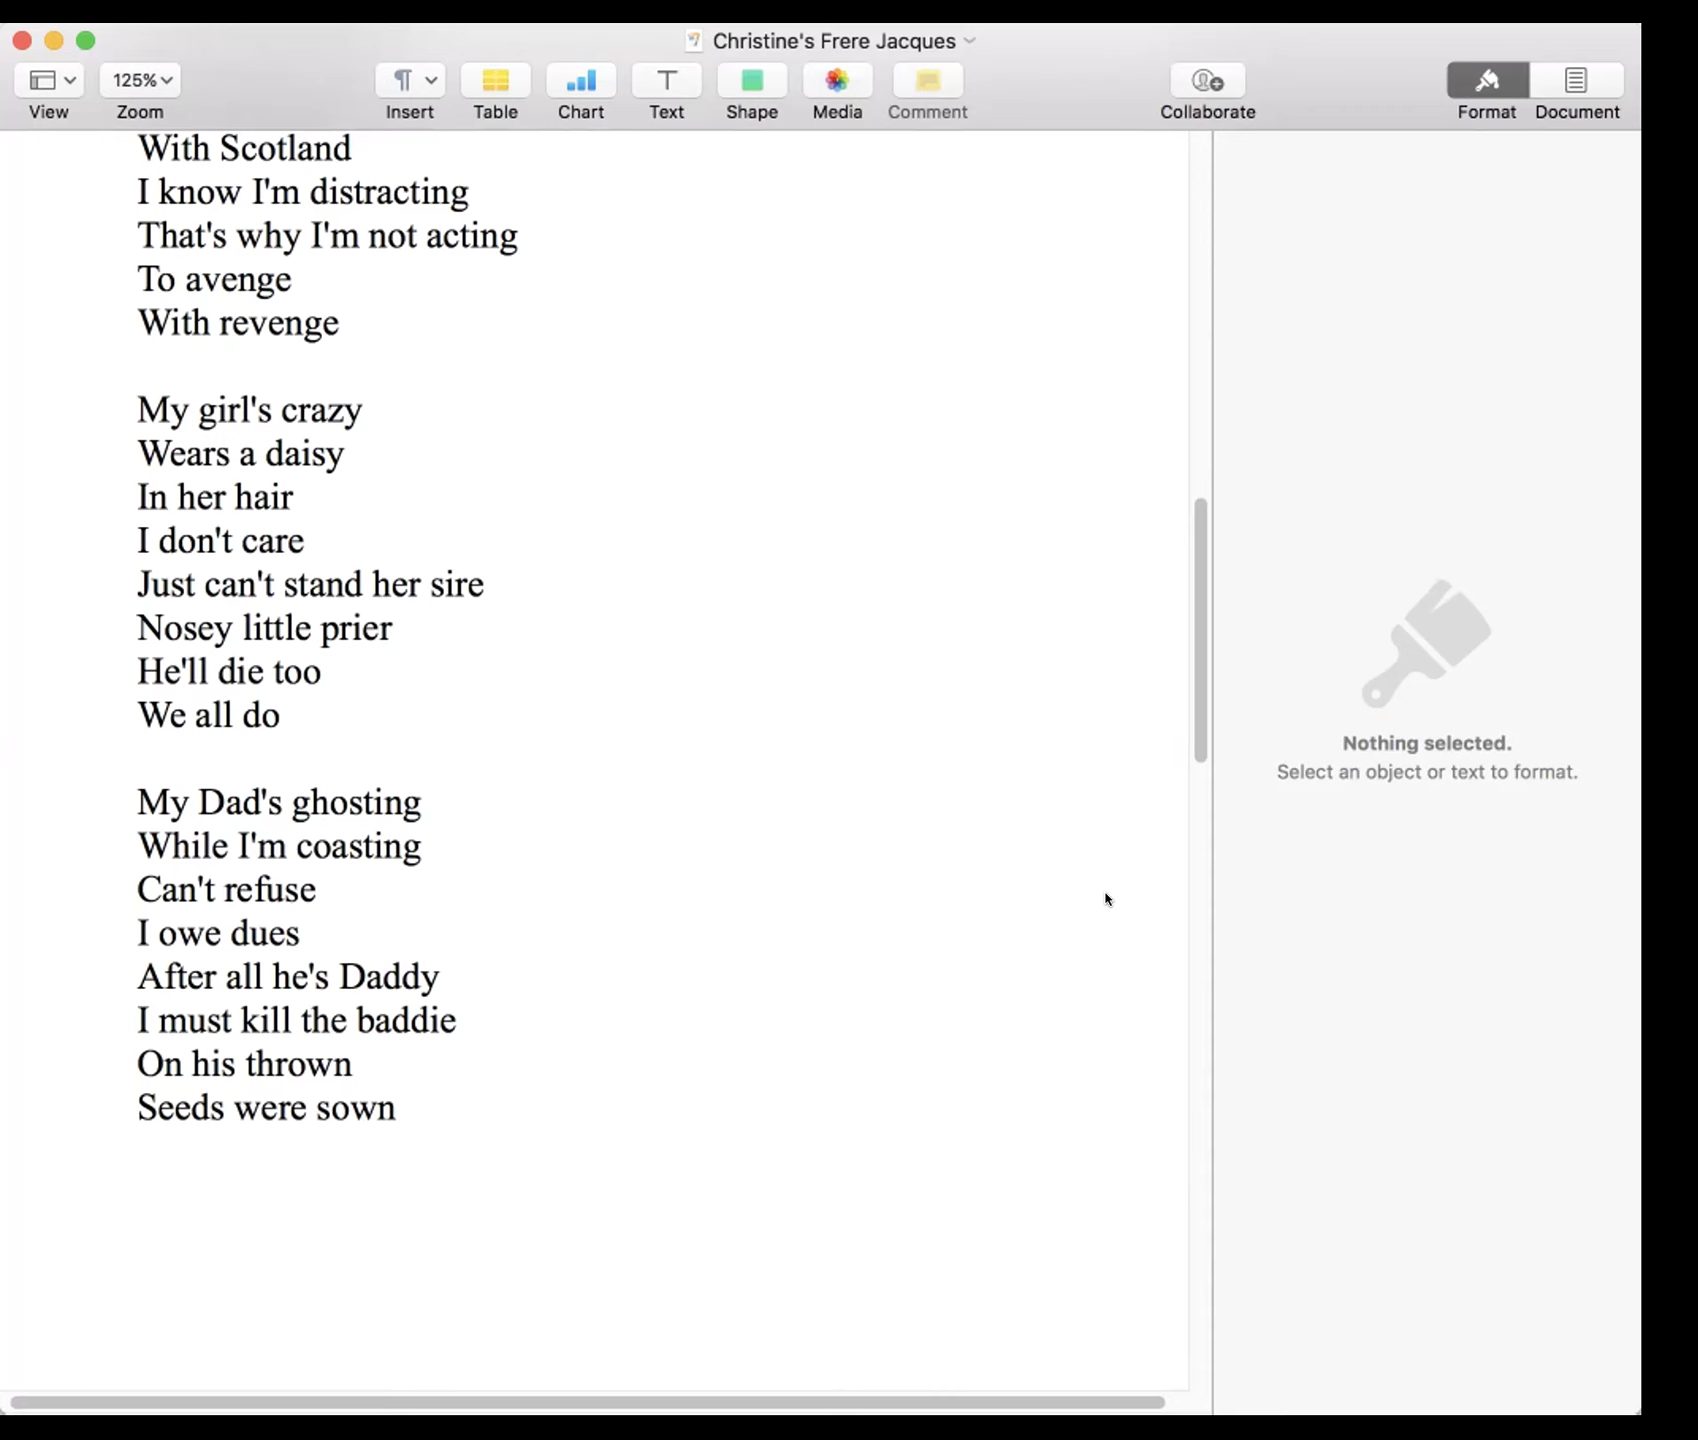 Christine's Frere Jacques
125%
View
Zoom
Insert
Table
Chart
Text
Shape
Media
Comment
Collaborate
Format
Document
With Scotland
I know I'm distracting
That's why I'm not acting
To avenge
With revenge
My girl's crazy
Wears a daisy
In her hair
I don't care
Just can't stand her sire
Nosey little prier
He'll die too
We all do
My Dad's ghosting
While I'm coasting
Can't refuse
I owe dues
After all he's Daddy
I must kill the baddie
On his thrown
Seeds were sown
Nothing selected.
Select an object or text to format.